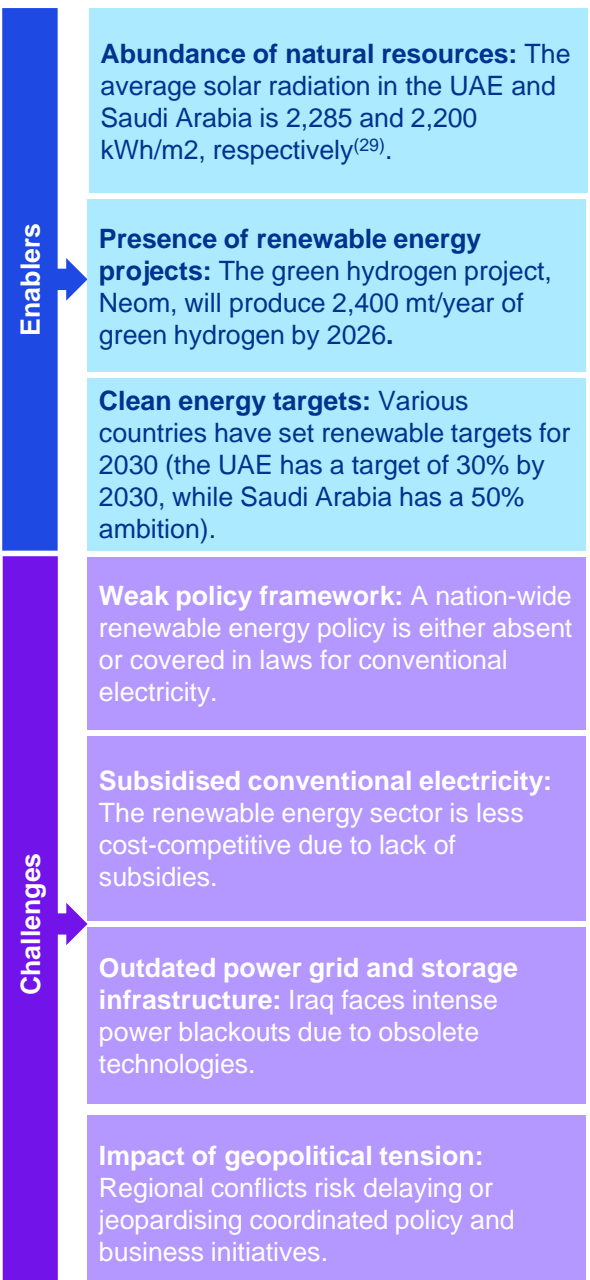 Enablers
Abundance of natural resources: The
average solar radiation in the UAE and
Saudi Arabia is 2,285 and 2,200
kWh/m2, respectively(29).
Presence of renewable energy
projects: The green hydrogen project,
Neom, will produce 2,400 mt/year of
green hydrogen by 2026.
Clean energy targets: Various
countries have set renewable targets for
2030 (the UAE has a target of 30% by
2030, while Saudi Arabia has a 50%
ambition).
Challenges
Weak policy framework: A nation-wide
renewable energy policy is either absent
or covered in laws for conventional
electricity.
Subsidised conventional electricity:
The renewable energy sector is less
cost-competitive due to lack of
subsidies.
Outdated power grid and storage
infrastructure: Iraq faces intense
power blackouts due to obsolete
technologies.
Impact of geopolitical tension:
Regional conflicts risk delaying or
jeopardising coordinated policy and
business initiatives.